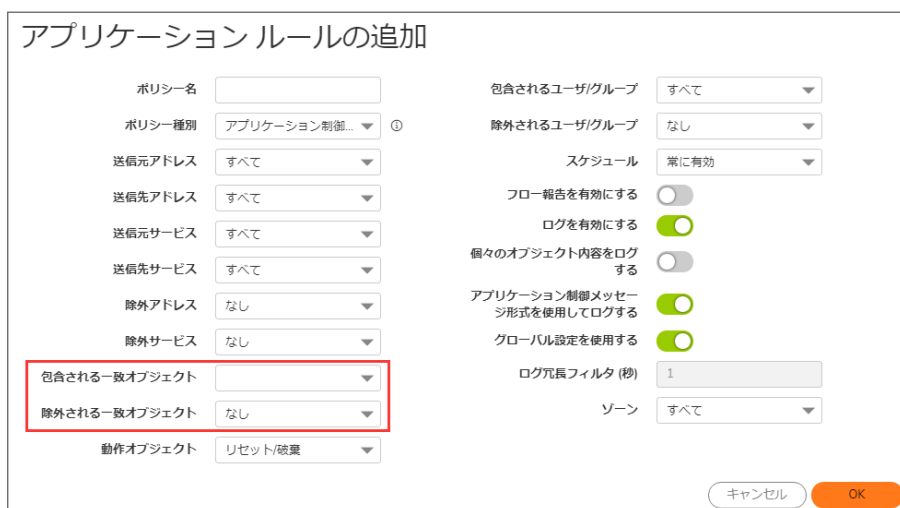 アプリケーション ルールの追加
ポリシー名
ポリシー種別 アプリケーション制御...
送信元アドレス すべて
送信先アドレス すべて
送信元サービス すべて
送信先サービス すべて
除外アドレス なし
除外サービス なし
包含される一致オブジェクト
除外される一致オブジェクト なし
動作オブジェクト リセット/破棄
包含されるユーザ/グループ すべて
除外されるユーザ/グループ なし
スケジュール 常に有効
フロー報告を有効にする
ログを有効にする
個々のオブジェクト内容をログ
する
アプリケーション制御メッセー
ジ形式を使用してログする
グローバル設定を使用する
ログ冗長フィルタ (秒) 1
ゾーン すべて
キャンセル OK